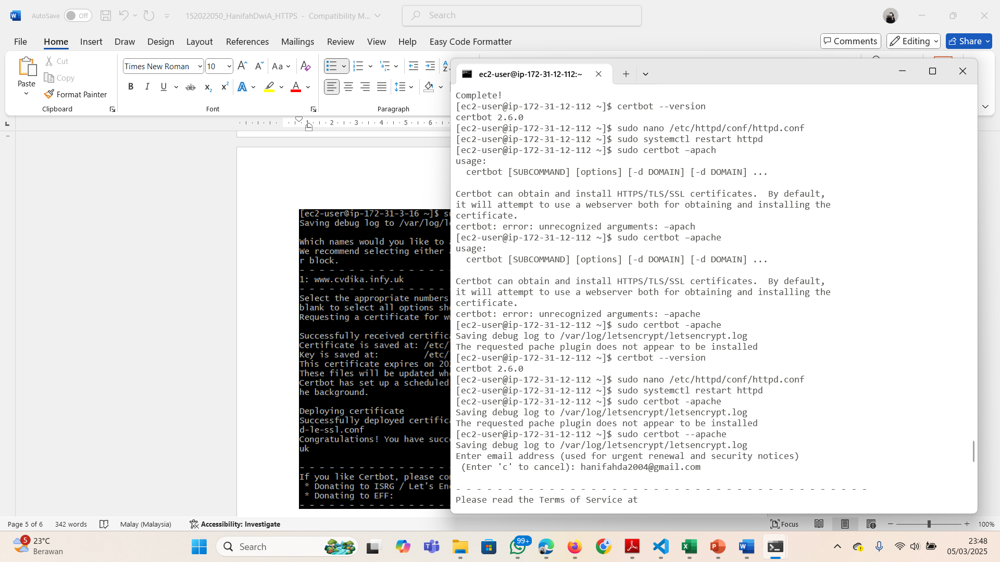 AutoSave Off 152022050_HanifahDwiA_HTTPS - Compatibility M... Search
File Home Insert Draw Design Layout References Mailings Review View Help Easy Code Formatter Comments Editing Share
Paste Cut Copy Format Painter
Times New Roman 10
Clipboard Font Paragraph
1 2 3 4 5 6
[ec2-user@ip-172-31-3-16 ~]$
Saving debug log to /var/log/
Which names would you like to
We recommend selecting either
r block.
1: www.cvdika.infy.uk
Select the appropriate numbers
blank to select all options
Requesting a certificate for
Successfully received
Certificate is saved at: /etc/
Key is saved at: /etc/
This certificate expires on
These files will be updated
Certbot has set up a scheduled
he background.
Deploying certificate
Successfully deployed
d-le-ssl.conf
Congratulations! You have
uk
- - - - - - - - - - - - - - - -
If you like Certbot, please
* Donating to ISRG / Let's
* Donating to EFF:
- - - - - - - - - - - - - - - -
ec2-user@ip-172-31-12-112:~
Complete!
[ec2-user@ip-172-31-12-112 ~]$ certbot --version
certbot 2.6.0
[ec2-user@ip-172-31-12-112 ~]$ sudo nano /etc/httpd/conf/httpd.conf
[ec2-user@ip-172-31-12-112 ~]$ sudo systemctl restart httpd
[ec2-user@ip-172-31-12-112 ~]$ sudo certbot –apach
usage:
certbot [SUBCOMMAND] [options] [-d DOMAIN] [-d DOMAIN] ...
Certbot can obtain and install HTTPS/TLS/SSL certificates. By default,
it will attempt to use a webserver both for obtaining and installing the
certificate.
certbot: error: unrecognized arguments: –apach
[ec2-user@ip-172-31-12-112 ~]$ sudo certbot –apache
usage:
certbot [SUBCOMMAND] [options] [-d DOMAIN] [-d DOMAIN] ...
Certbot can obtain and install HTTPS/TLS/SSL certificates. By default,
it will attempt to use a webserver both for obtaining and installing the
certificate.
certbot: error: unrecognized arguments: –apache
[ec2-user@ip-172-31-12-112 ~]$ sudo certbot -apache
Saving debug log to /var/log/letsencrypt/letsencrypt.log
The requested pache plugin does not appear to be installed
[ec2-user@ip-172-31-12-112 ~]$ certbot --version
certbot 2.6.0
[ec2-user@ip-172-31-12-112 ~]$ sudo nano /etc/httpd/conf/httpd.conf
[ec2-user@ip-172-31-12-112 ~]$ sudo systemctl restart httpd
[ec2-user@ip-172-31-12-112 ~]$ sudo certbot -apache
Saving debug log to /var/log/letsencrypt/letsencrypt.log
The requested pache plugin does not appear to be installed
[ec2-user@ip-172-31-12-112 ~]$ sudo certbot --apache
Saving debug log to /var/log/letsencrypt/letsencrypt.log
Enter email address (used for urgent renewal and security notices)
(Enter 'c' to cancel): hanifahda2004@gmail.com
- - - - - - - - - - - - - - - - - - - - - - - - - - - - - - - - - - - - - - - -
Please read the Terms of Service at
Page 5 of 6 342 words Malay (Malaysia) Accessibility: Investigate Focus 100%
5 23°C
Berawan
Search
99+
23:48
05/03/2025